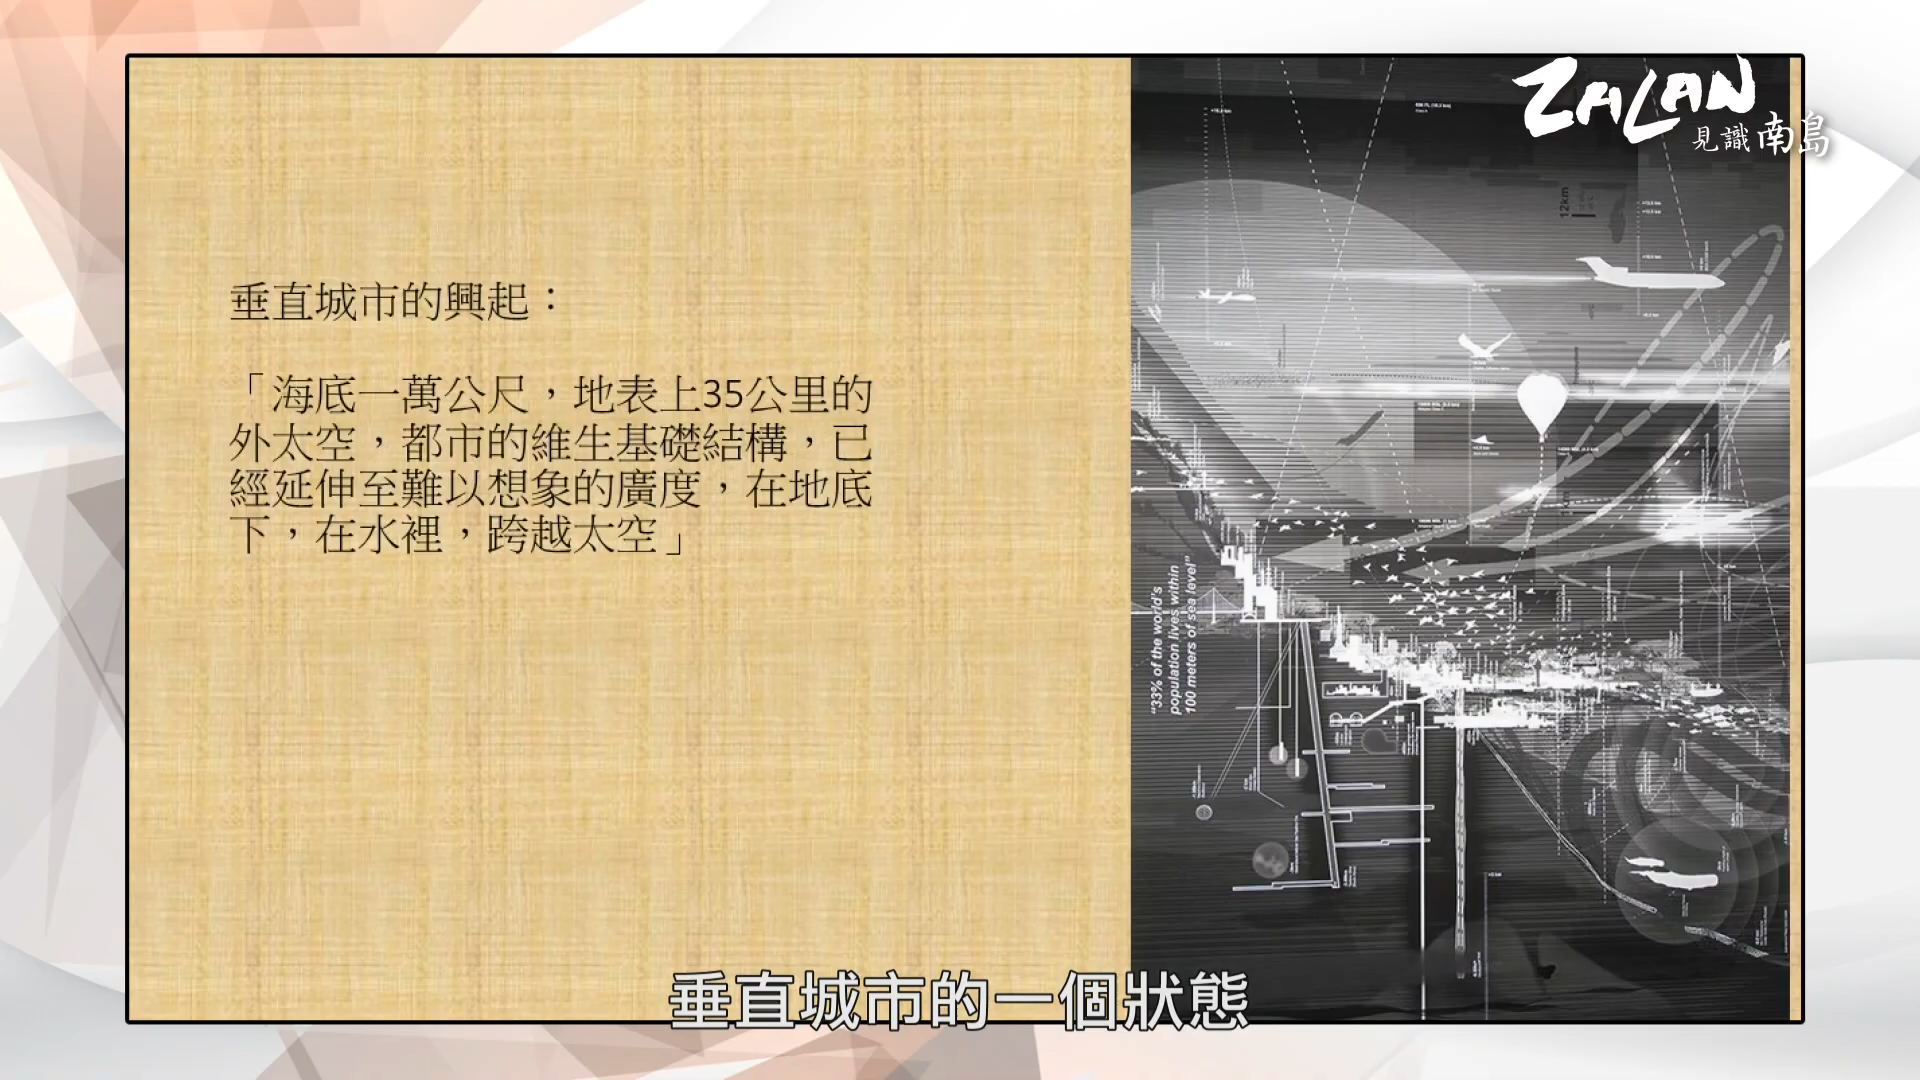 ZALAN
見識南島
垂直城市的興起：
「海底一萬公尺，地表上35公里的
外太空，都市的維生基礎結構，已
經延伸至難以想象的廣度，在地底
下，在水裡，跨越太空」
12km
"33% of the world's
population lives within
100 meters of sea level"
垂直城市的一個狀態